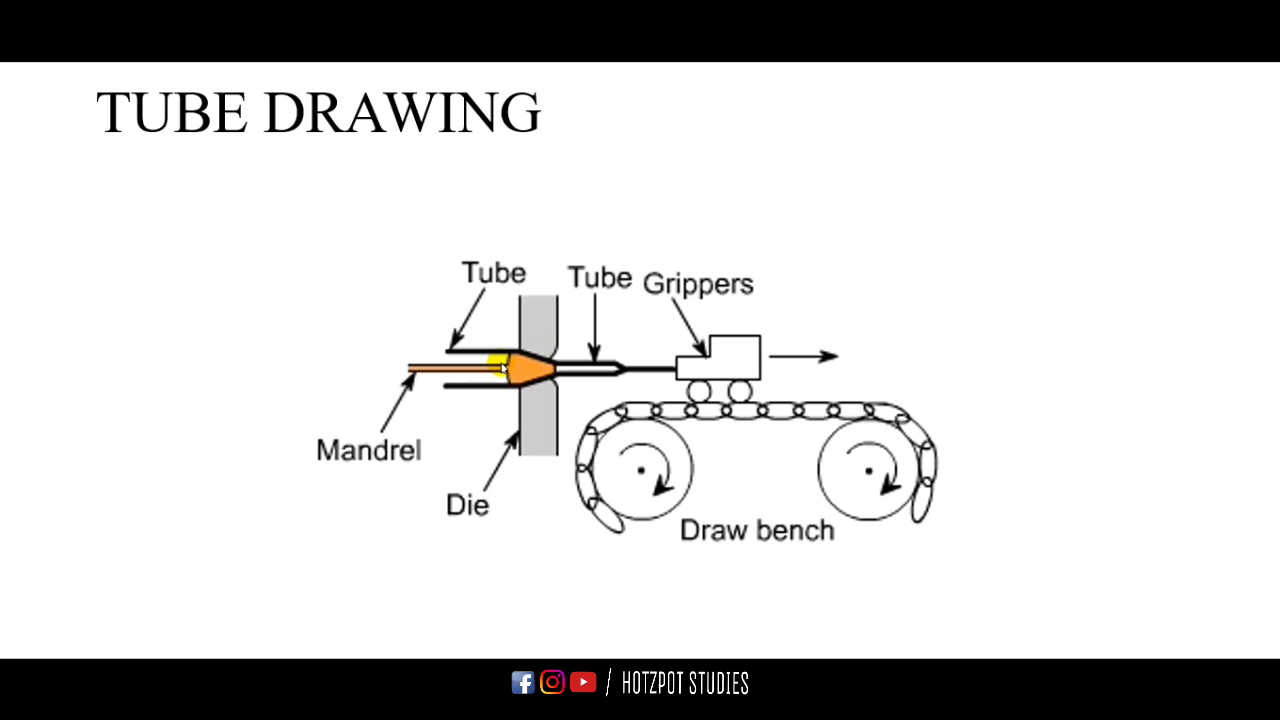 TUBE DRAWING
Tube
Tube
Grippers
Mandrel
Die
Draw bench
/ HOTZPOT STUDIES